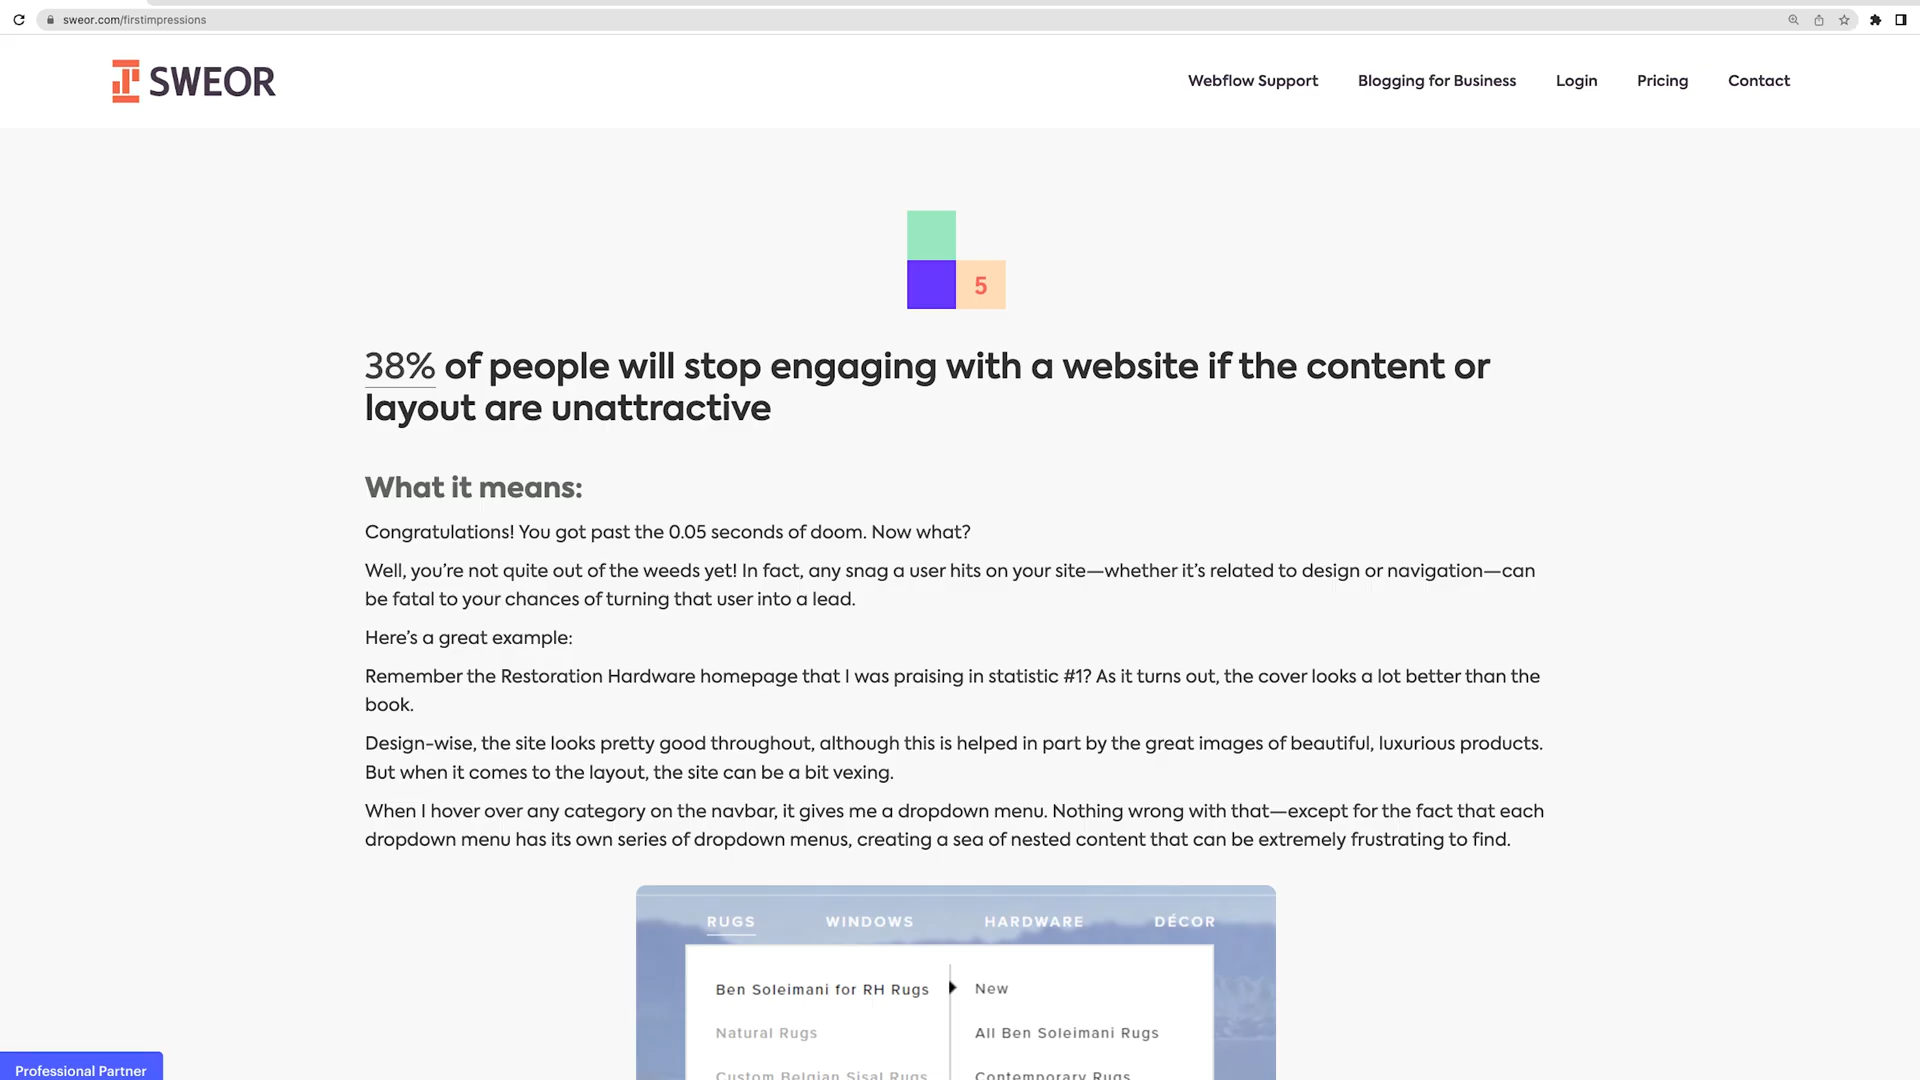 sweor.com/firstimpressions
SWEOR
Webflow Support
Blogging for Business
Login
Pricing
Contact
5
38% of people will stop engaging with a website if the content or
layout are unattractive
What it means:
Congratulations! You got past the 0.05 seconds of doom. Now what?
Well, you’re not quite out of the weeds yet! In fact, any snag a user hits on your site—whether it’s related to design or navigation—can
be fatal to your chances of turning that user into a lead.
Here’s a great example:
Remember the Restoration Hardware homepage that I was praising in statistic #1? As it turns out, the cover looks a lot better than the
book.
Design-wise, the site looks pretty good throughout, although this is helped in part by the great images of beautiful, luxurious products.
But when it comes to the layout, the site can be a bit vexing.
When I hover over any category on the navbar, it gives me a dropdown menu. Nothing wrong with that—except for the fact that each
dropdown menu has its own series of dropdown menus, creating a sea of nested content that can be extremely frustrating to find.
RUGS
WINDOWS
HARDWARE
DÉCOR
Ben Soleimani for RH Rugs
New
Natural Rugs
All Ben Soleimani Rugs
Custom Belgian Sisal Rugs
Contemporary Rugs
Professional Partner